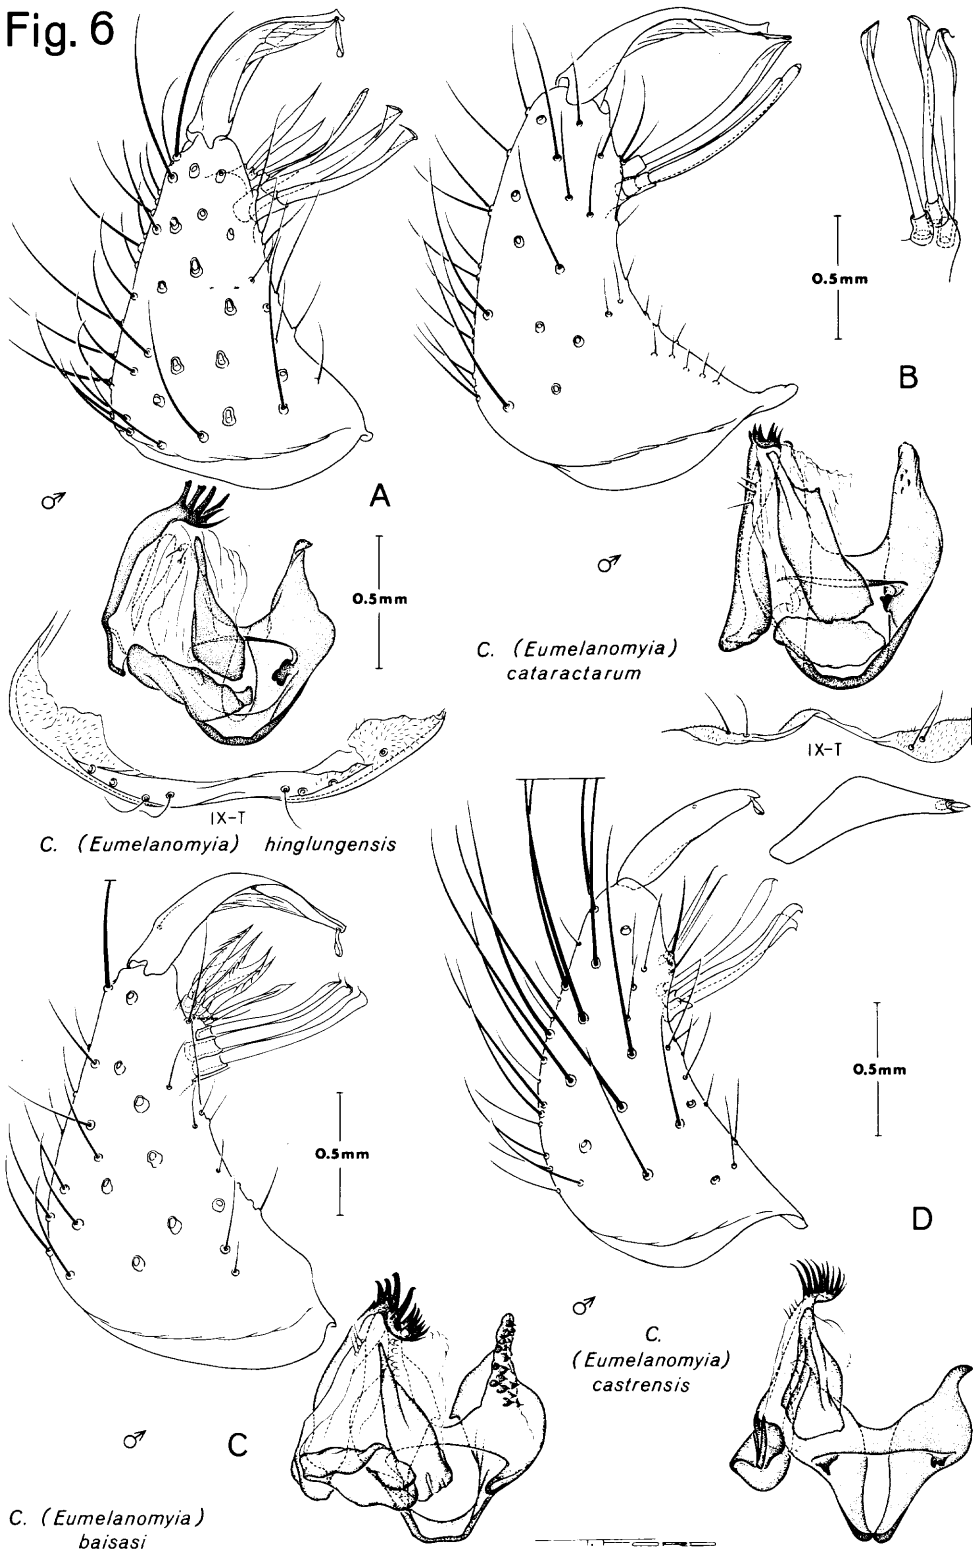 Fig. 6
0.5mm
B
A
♂
0.5mm
♂
C. (Eumelanomyia)
cataractarum
IX-T
IX-T
C. (Eumelanomyia) hinglungensis
0.5mm
0.5mm
D
♂
C.
(Eumelanomyia)
castrensis
♂
C
C. (Eumelanomyia)
baisasi